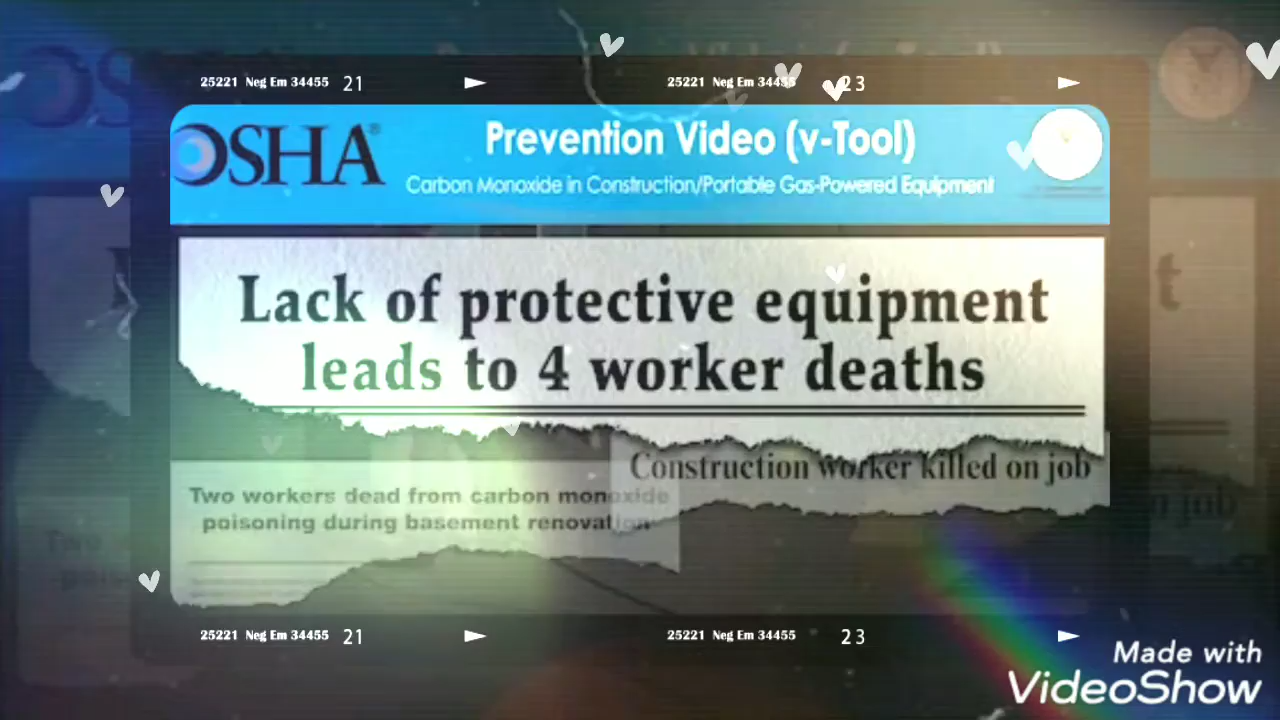 25221 Neg Em 34455 21 25221 Neg Em 34455 23
OSHA®
Prevention Video (v-Tool)
Carbon Monoxide in Construction/Portable Gas-Powered Equipment
Lack of protective equipment
leads to 4 worker deaths
Construction worker killed on job
Two workers dead from carbon monoxide
poisoning during basement renovation
25221 Neg Em 34455 21 25221 Neg Em 34455 23
Made with
VideoShow